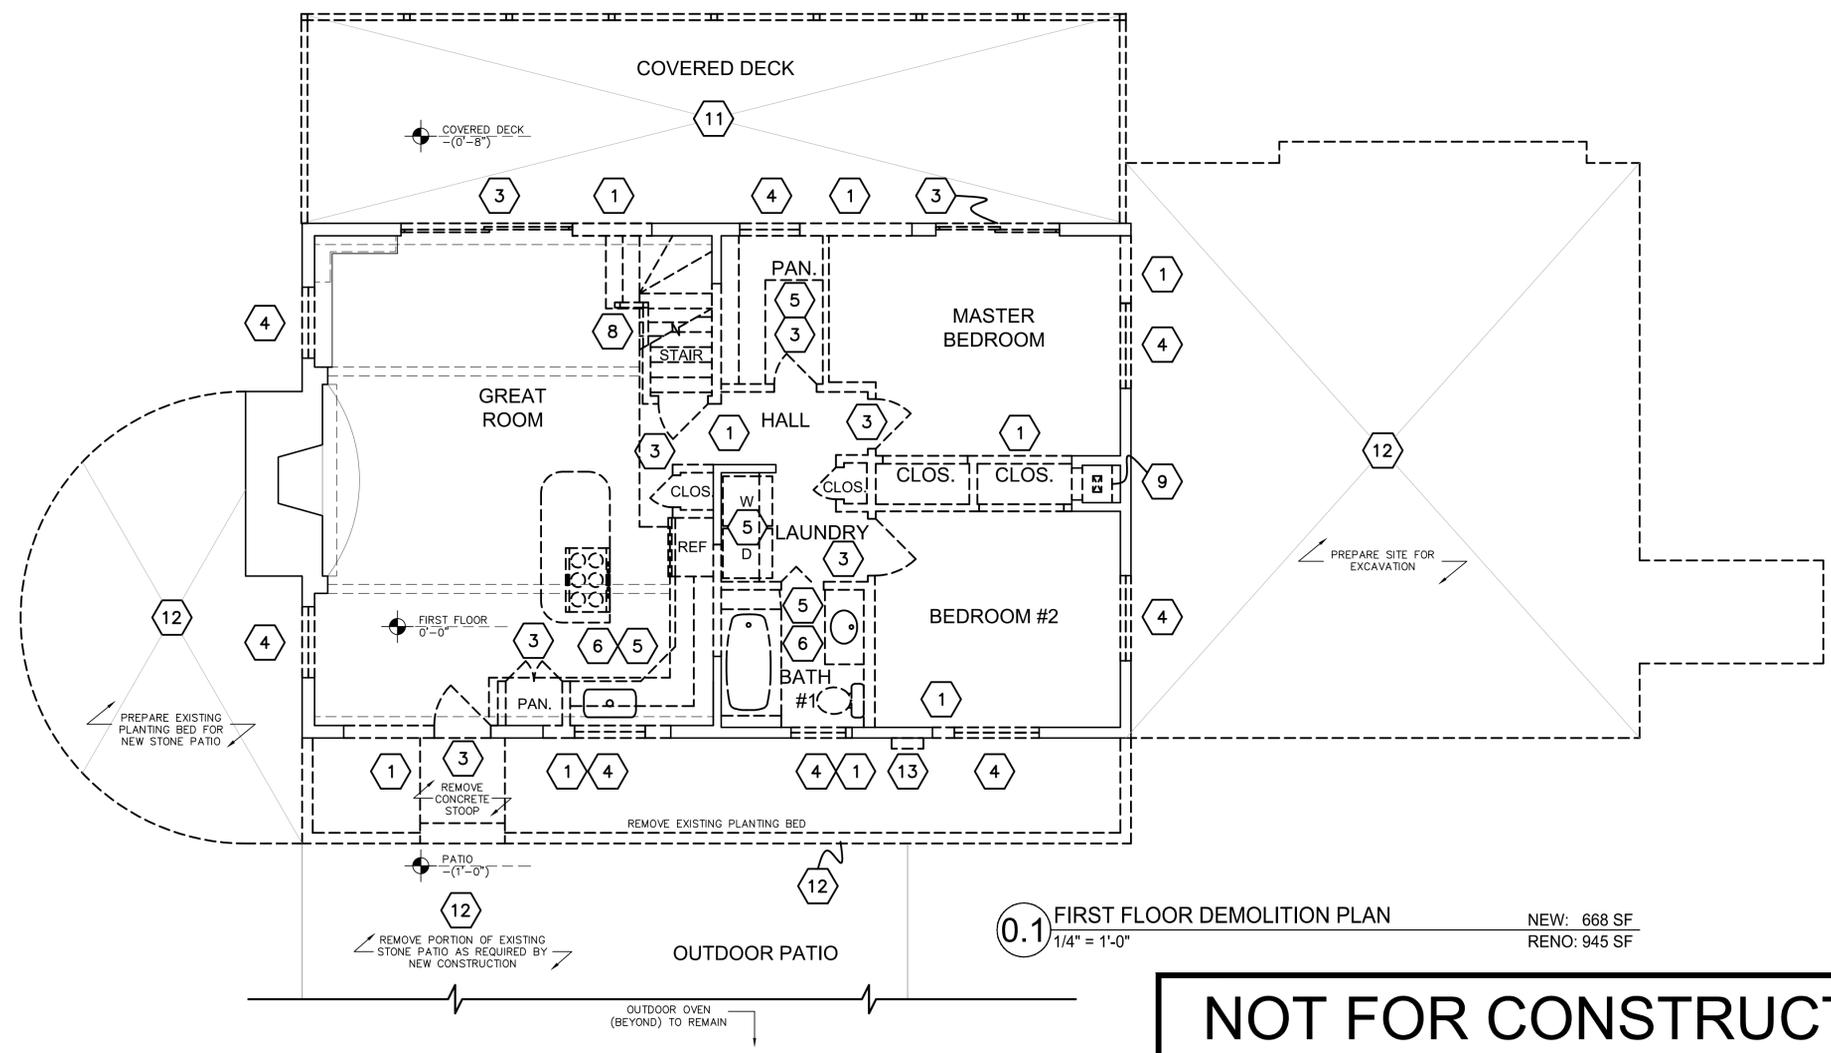 COVERED DECK
11
COVERED DECK
-(0'-8")
3
1
4
1
3
PAN.
5
3
1
4
8
STAIR
MASTER
BEDROOM
4
GREAT
ROOM
HALL
3
1
3
1
12
CLOS.
CLOS.
CLOS.
CLOS.
9
W
5
LAUNDRY
D
REF
3
PREPARE SITE FOR
EXCAVATION
12
FIRST FLOOR
0'-0"
4
3
6
5
5
6
BATH
#1
BEDROOM #2
4
1
PAN.
PREPARE EXISTING
PLANTING BED FOR
NEW STONE PATIO
1
3
1
4
4
1
13
4
REMOVE
CONCRETE
STOOP
REMOVE EXISTING PLANTING BED
PATIO
-(1'-0")
12
12
REMOVE PORTION OF EXISTING
STONE PATIO AS REQUIRED BY
NEW CONSTRUCTION
OUTDOOR PATIO
0.1
FIRST FLOOR DEMOLITION PLAN
1/4" = 1'-0"
NEW: 668 SF
RENO: 945 SF
OUTDOOR OVEN
(BEYOND) TO REMAIN
NOT FOR CONSTRUCT